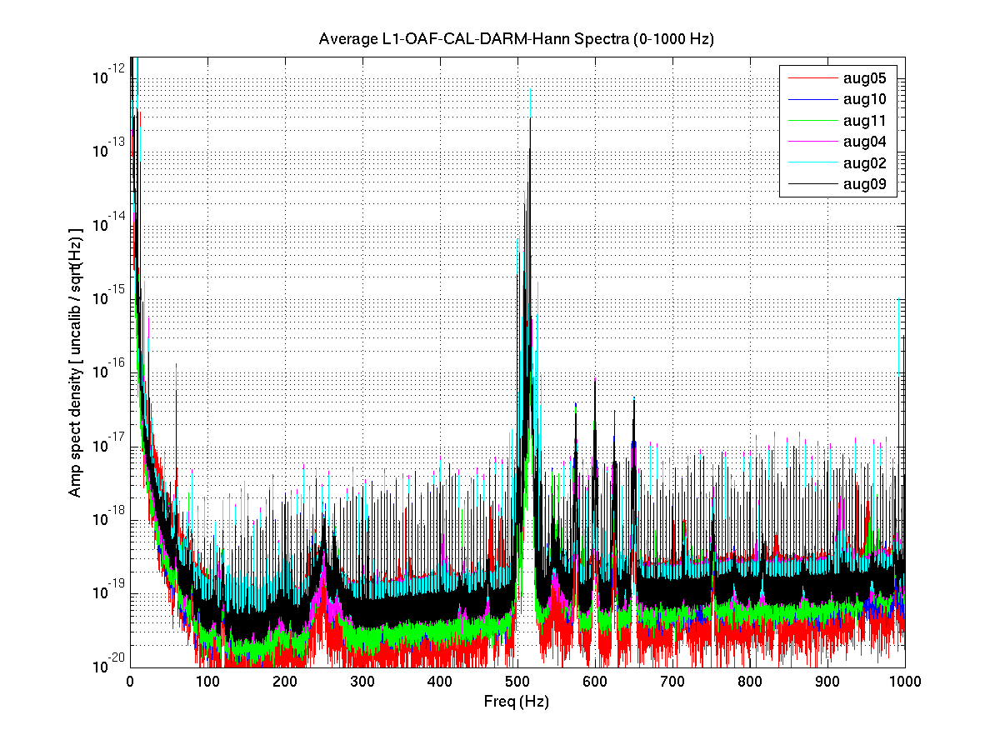 Average L1-OAF-CAL-DARM-Hann Spectra (0-1000 Hz)
Amp spect density [ uncalib / sqrt(Hz) ]
10^-12
10^-13
10^-14
10^-15
10^-16
10^-17
10^-18
10^-19
10^-20
aug05
aug10
aug11
aug04
aug02
aug09
0 100 200 300 400 500 600 700 800 900 1000
Freq (Hz)